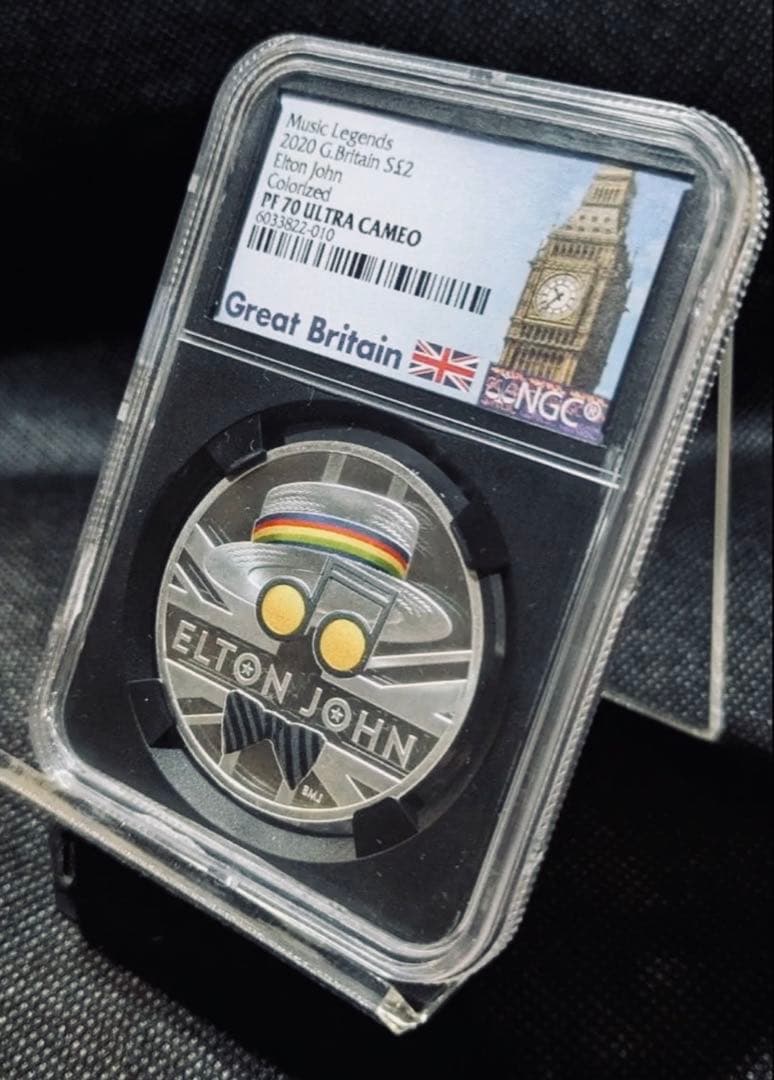 Music Legends
2020 G.Britain S£2
Elton John
Colorized
PF 70 ULTRA CAMEO
6033822-010
Great Britain
NGC®
ELTON JOHN
BMJ